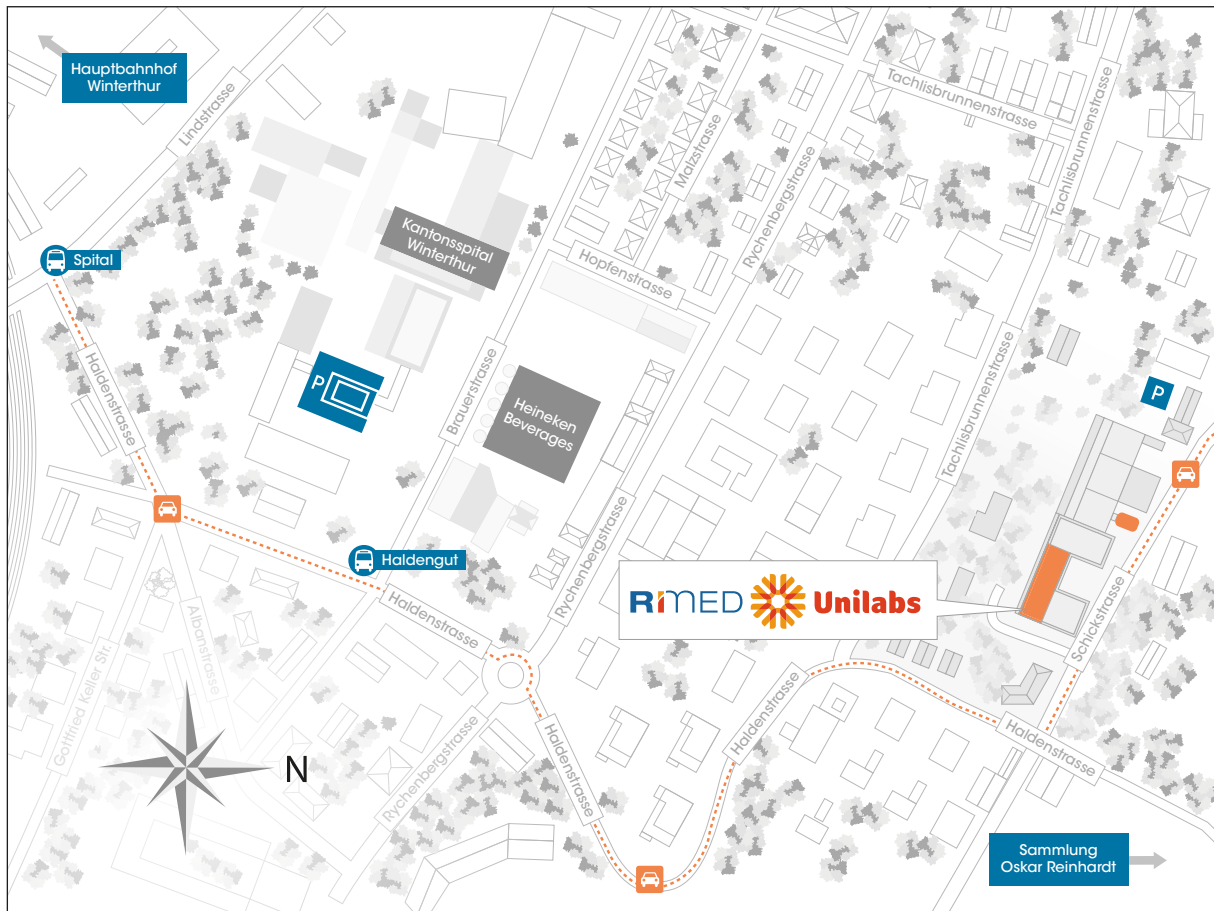 Hauptbahnhof
Winterthur
Lindstrasse
Malzstrasse
Tachlisbrunnenstrasse
Tachlisbrunnenstrasse
Rychenbergstrasse
Kantonsspital
Winterthur
Spital
Hopfenstrasse
Haldenstrasse
P
Brauerstrasse
Heineken
Beverages
Tachlisbrunnenstrasse
P
Haldengut
Rychenbergstrasse
RIMED
Unilabs
Haldenstrasse
Schickstrasse
Albanistrasse
Gottfried Keller Str.
Haldenstrasse
Rychenbergstrasse
Haldenstrasse
Haldenstrasse
N
Sammlung
Oskar Reinhardt